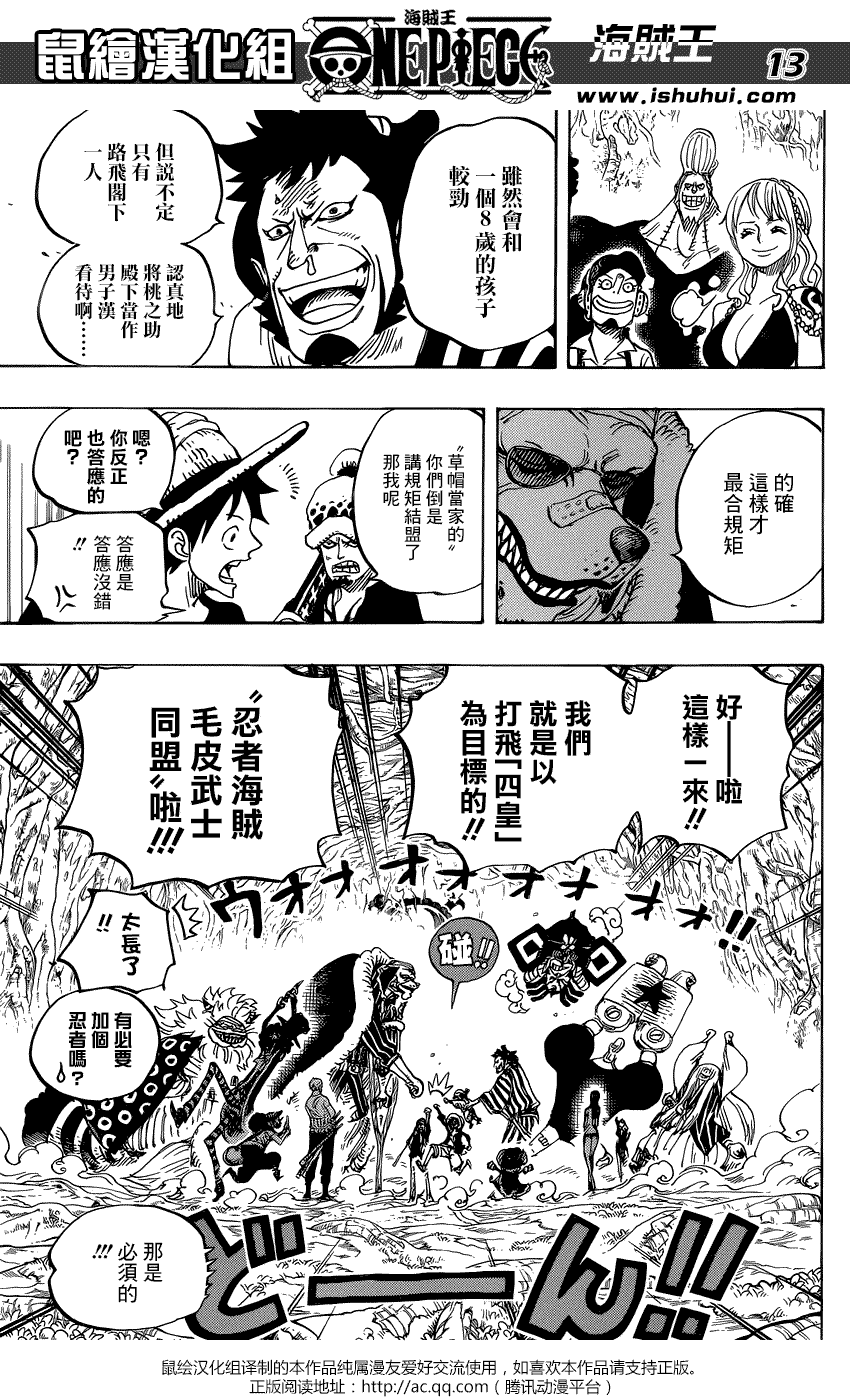 鼠繪漢化組
海賊王
ONE PIECE
海賊王
www.ishuhui.com
13
雖然會和
一個8歲的孩子
較勁
但說不定
只有
路飛閣下
一人
認真地
將桃之助
殿下當作
男子漢
看待啊……
的確
這樣才
最合規矩
“草帽當家的”
你們倒是
講規矩結盟了
那我呢
嗯?
你反正
也答應的
吧?
答應是
答應沒錯
!!
好——啦
這樣一來!!
我們
就是以
打飛「四皇」
為目標的!!
“忍者海賊
毛皮武士
同盟”啦!!!
ウオオオオオオオ!!
碰!!
太長了
!!
有必要
加個
忍者嗎?
那是
必須的
!!!
どーん!!
鼠绘汉化组译制的本作品纯属漫友爱好交流使用，如喜欢本作品请支持正版。
正版阅读地址：http://ac.qq.com（腾讯动漫平台）